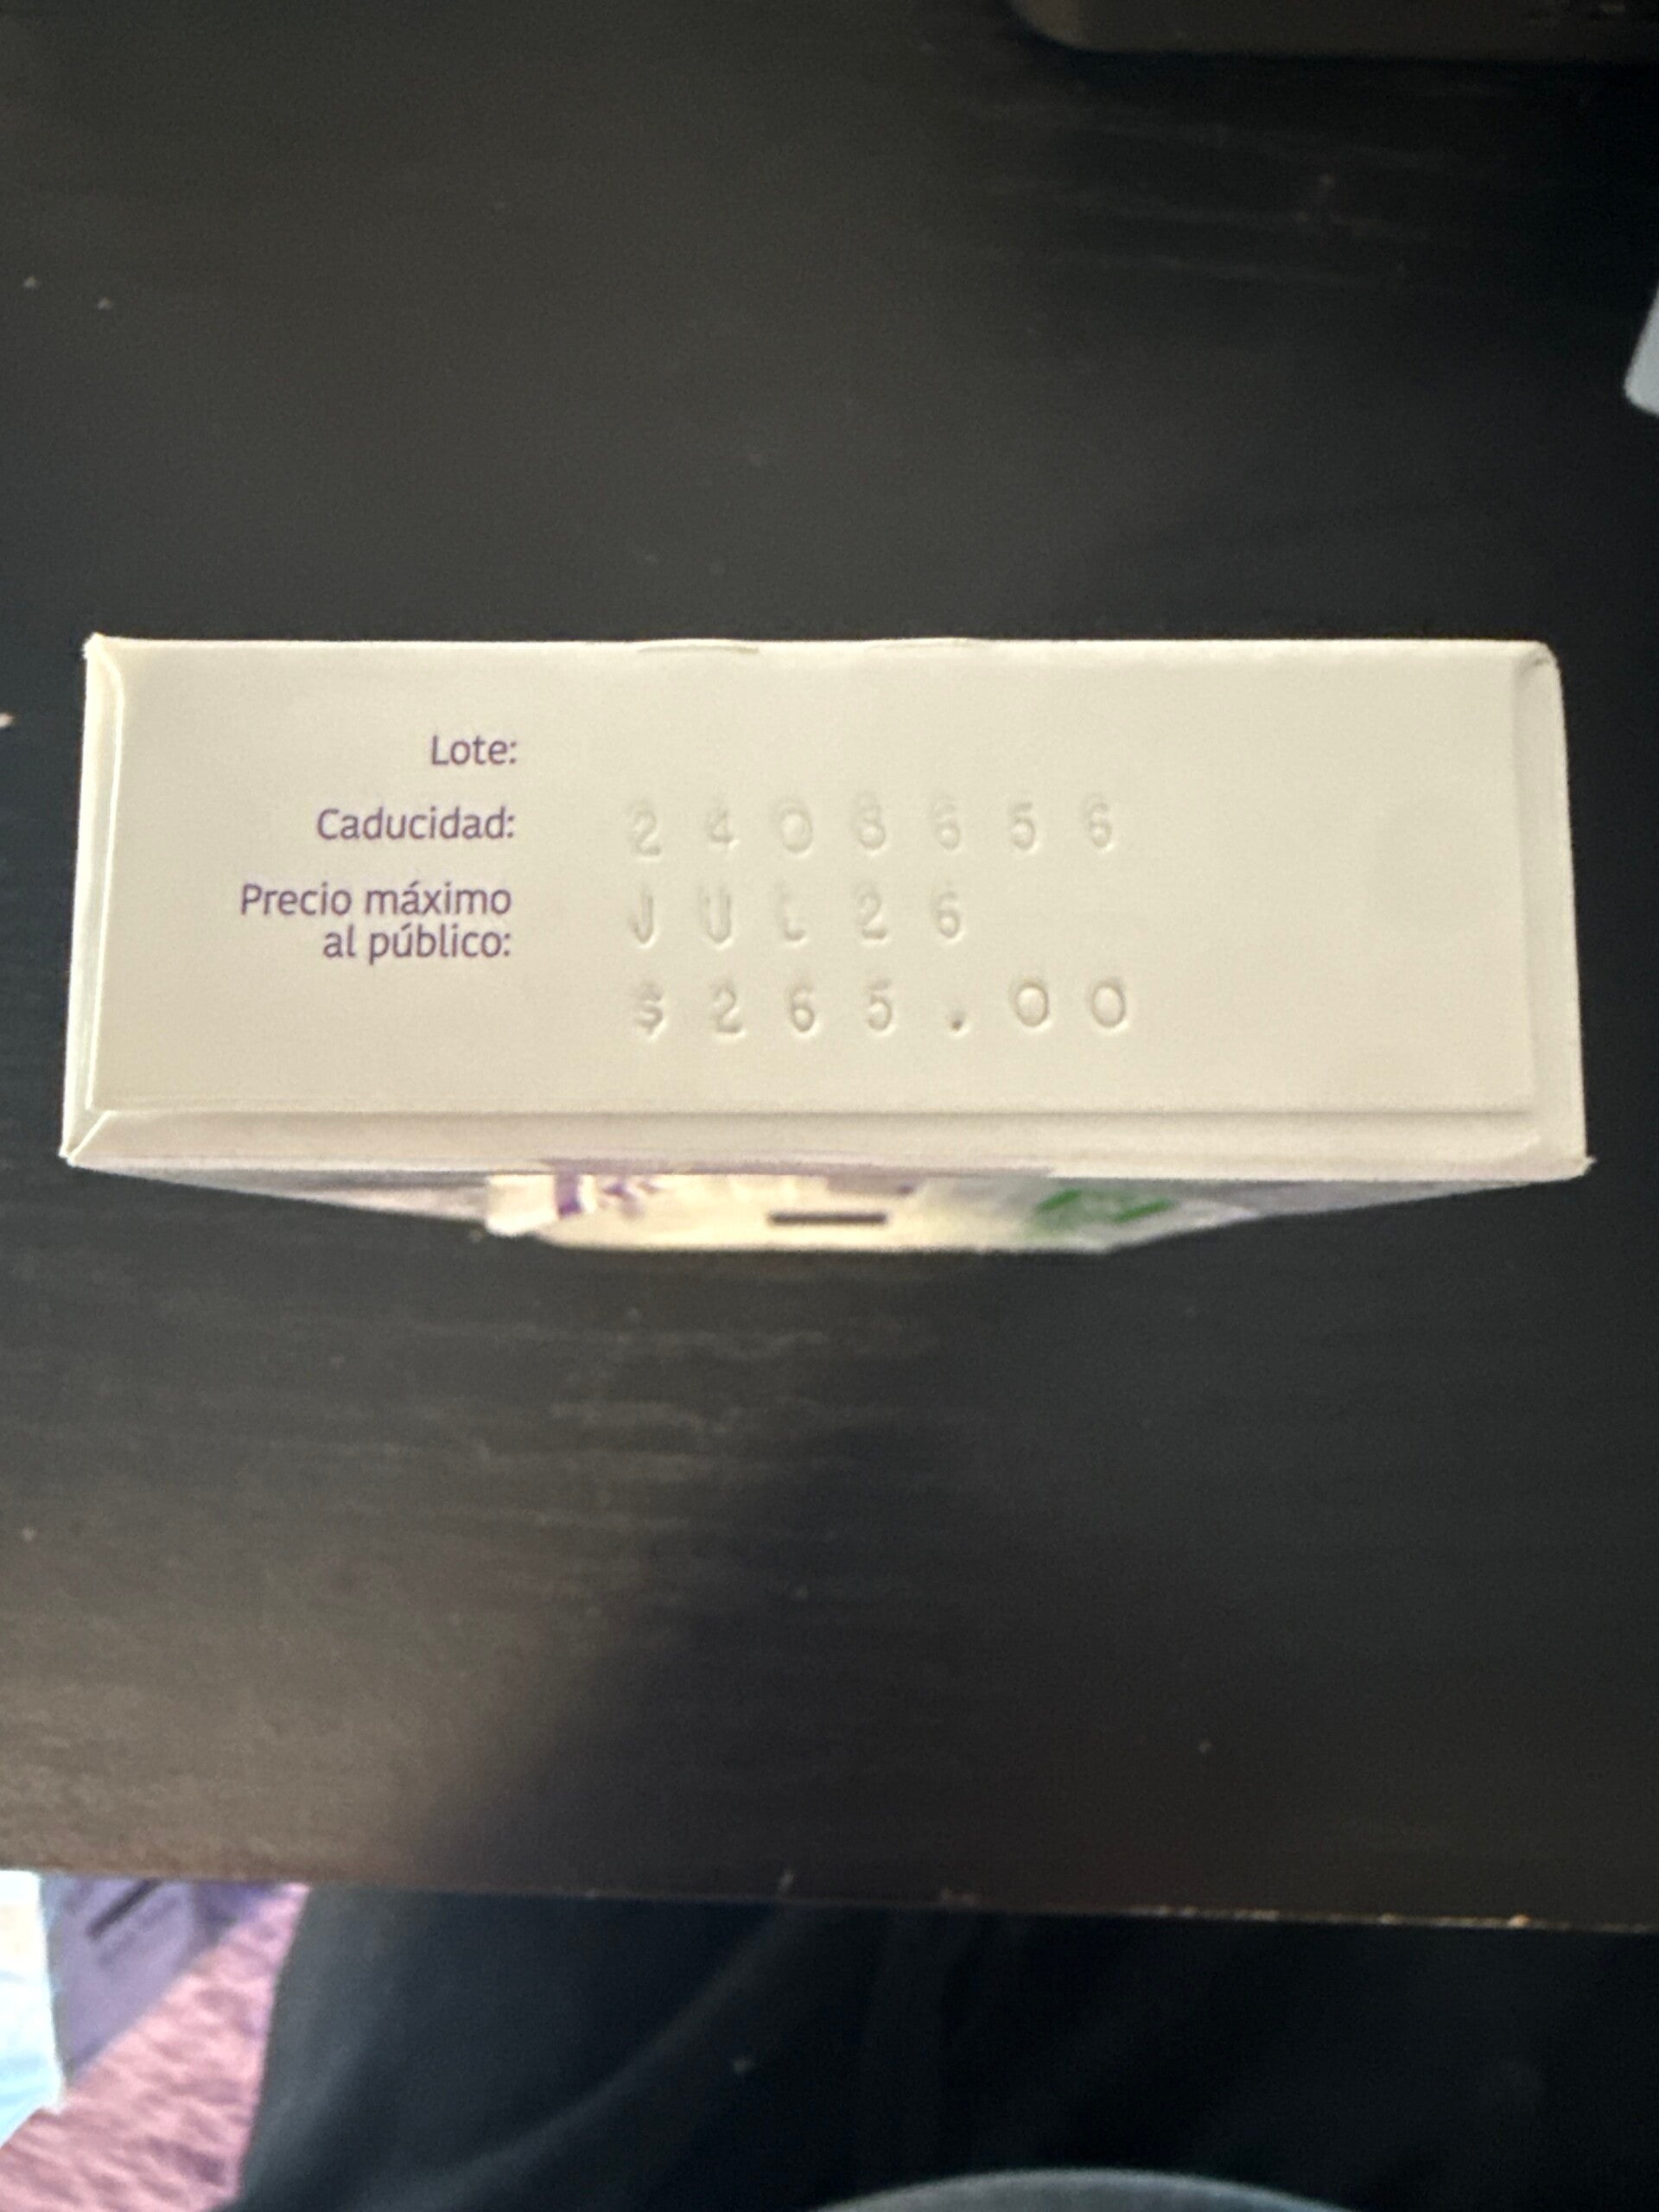 Lote:
Caducidad: 2408656
Precio máximo JUL26
al público:
$265.00